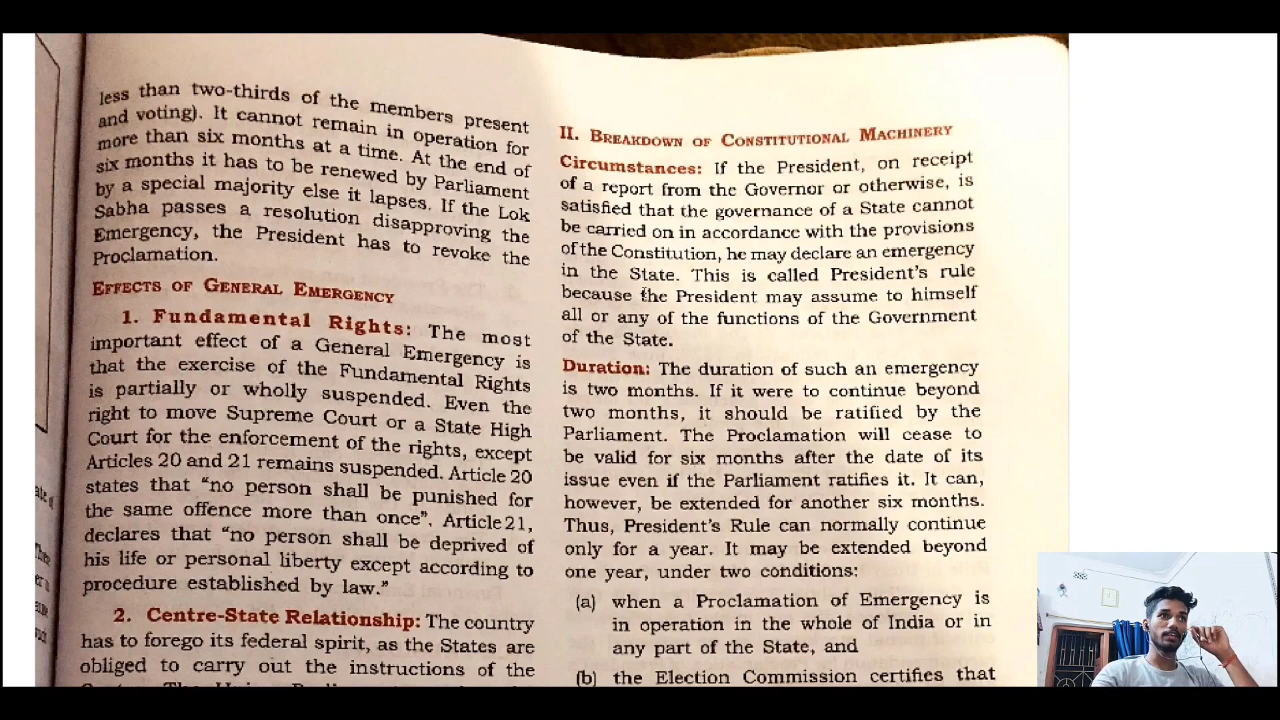 less than two-thirds of the members present
and voting). It cannot remain in operation for
more than six months at a time. At the end of
six months it has to be renewed by Parliament
by a special majority else it lapses. If the Lok
Sabha passes a resolution disapproving the
Emergency, the President has to revoke the
Proclamation.
EFFECTS OF GENERAL EMERGENCY
1. Fundamental Rights: The most
important effect of a General Emergency is
that the exercise of the Fundamental Rights
is partially or wholly suspended. Even the
right to move Supreme Court or a State High
Court for the enforcement of the rights, except
Articles 20 and 21 remains suspended. Article 20
states that “no person shall be punished for
the same offence more than once”. Article 21,
declares that “no person shall be deprived of
his life or personal liberty except according to
procedure established by law.”
2. Centre-State Relationship: The country
has to forego its federal spirit, as the States are
obliged to carry out the instructions of the
II. BREAKDOWN OF CONSTITUTIONAL MACHINERY
Circumstances: If the President, on receipt
of a report from the Governor or otherwise, is
satisfied that the governance of a State cannot
be carried on in accordance with the provisions
of the Constitution, he may declare an emergency
in the State. This is called President’s rule
because the President may assume to himself
all or any of the functions of the Government
of the State.
Duration: The duration of such an emergency
is two months. If it were to continue beyond
two months, it should be ratified by the
Parliament. The Proclamation will cease to
be valid for six months after the date of its
issue even if the Parliament ratifies it. It can,
however, be extended for another six months.
Thus, President’s Rule can normally continue
only for a year. It may be extended beyond
one year, under two conditions:
(a) when a Proclamation of Emergency is
in operation in the whole of India or in
any part of the State, and
(b) the Election Commission certifies that